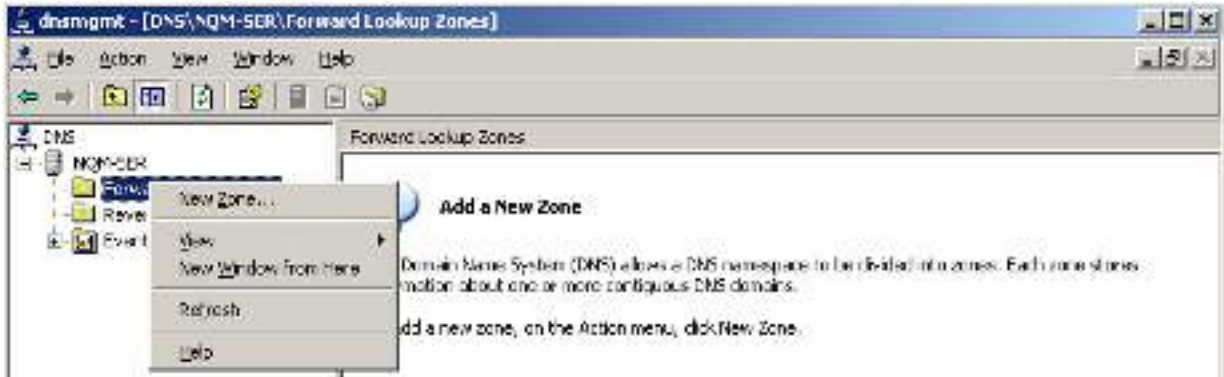 dnsmgmt - [DNS\NQM-SER\Forward Lookup Zones]
File Action View Window Help
DNS
NQM-SER
Forwa
Rever
Event
Forward Lookup Zones
New Zone...
View
New Window from Here
Refresh
Help
Add a New Zone
Domain Name System (DNS) allows a DNS namespace to be divided into zones. Each zone stores
mation about one or more contiguous DNS domains.
dd a new zone, on the Action menu, click New Zone.